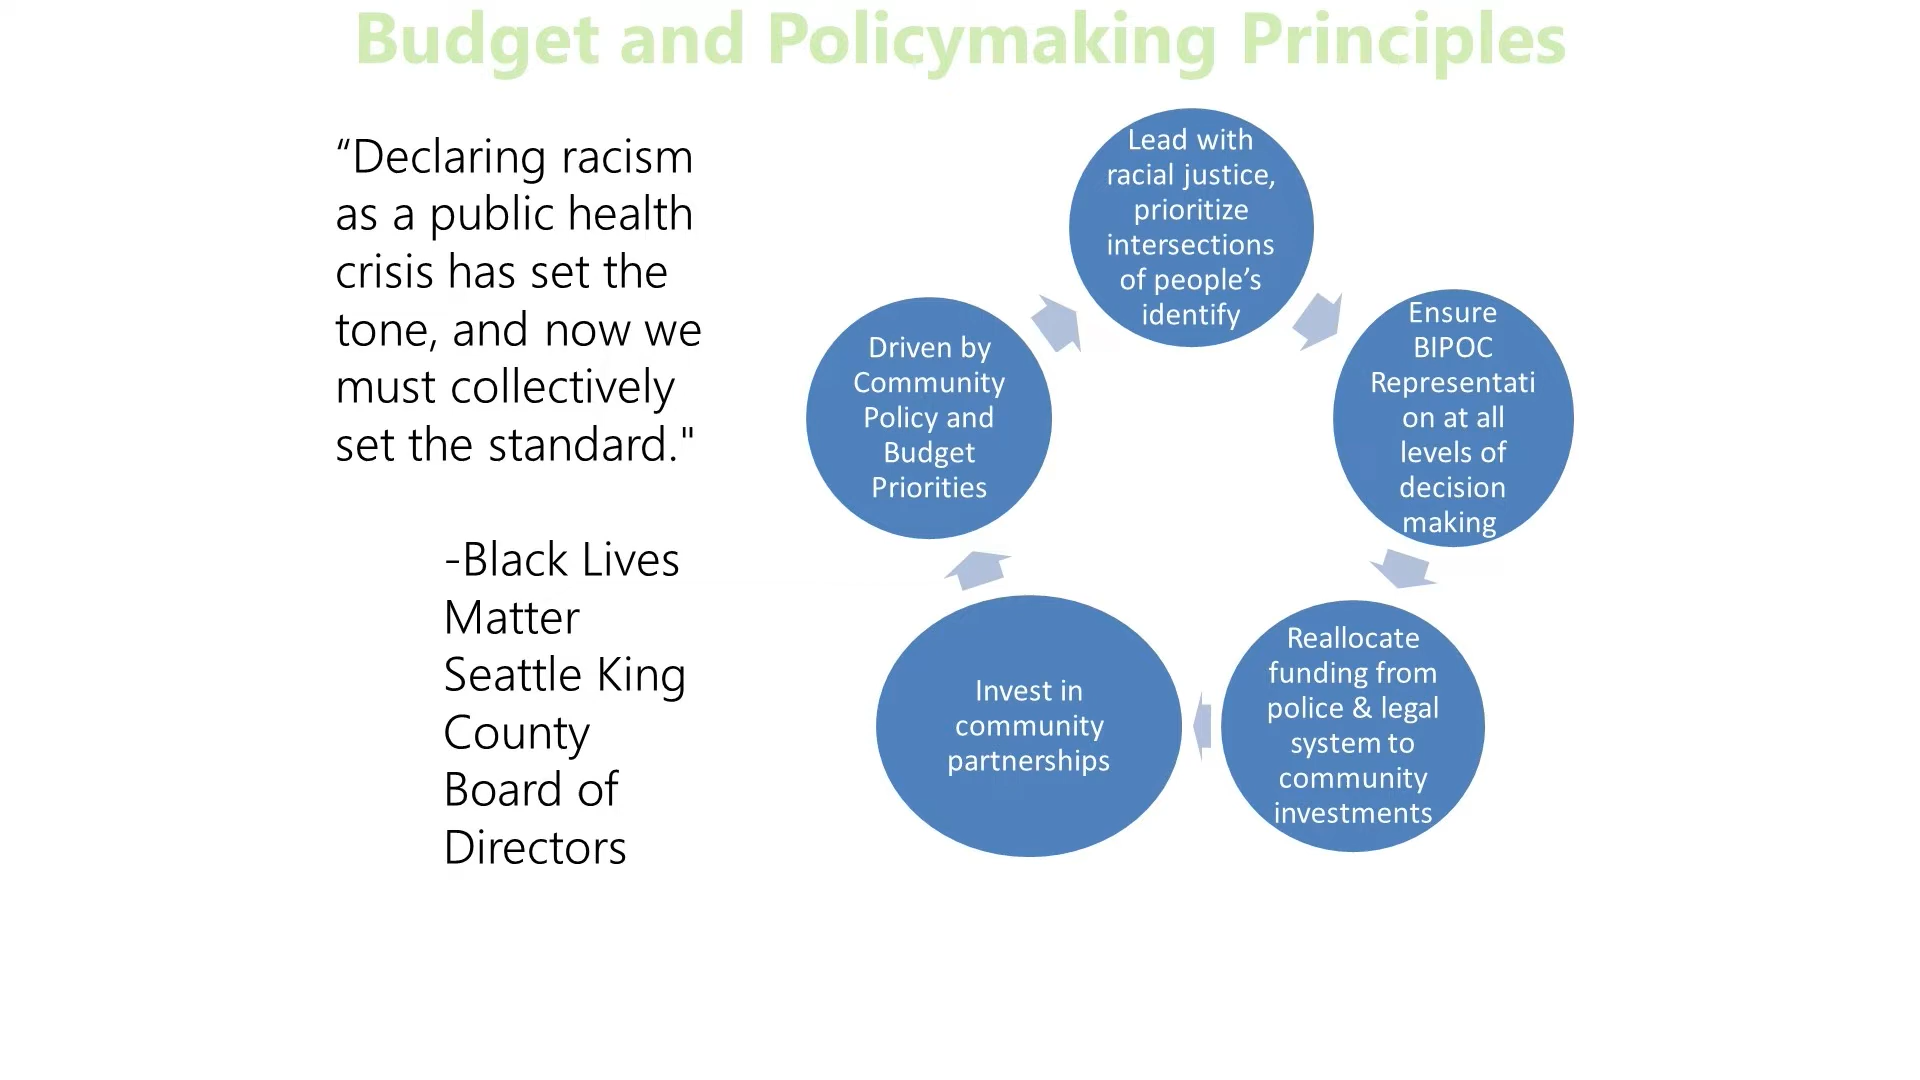 Budget and Policymaking Principles
“Declaring racism
as a public health
crisis has set the
tone, and now we
must collectively
set the standard."
-Black Lives
Matter
Seattle King
County
Board of
Directors
Lead with
racial justice,
prioritize
intersections
of people’s
identify
Ensure
BIPOC
Representati
on at all
levels of
decision
making
Reallocate
funding from
police & legal
system to
community
investments
Invest in
community
partnerships
Driven by
Community
Policy and
Budget
Priorities